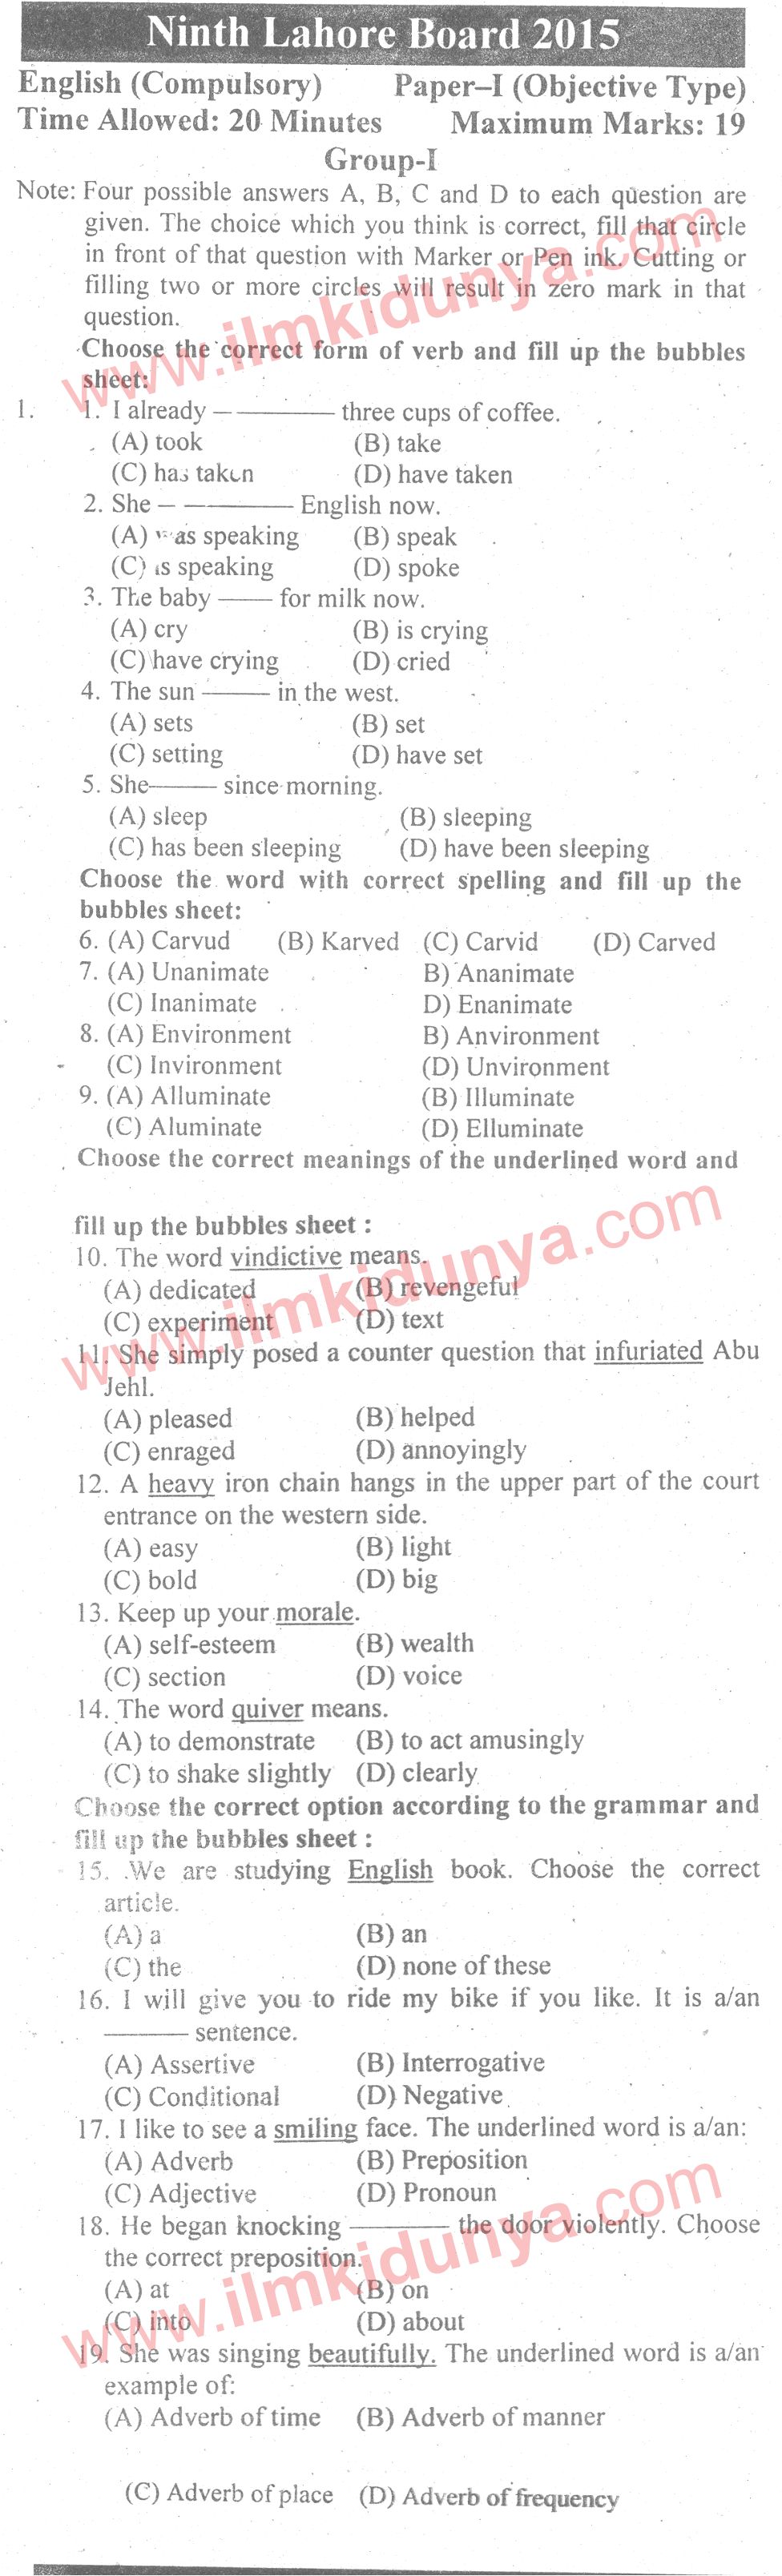 Ninth Lahore Board 2015
English (Compulsory) Paper–I (Objective Type)
Time Allowed: 20 Minutes Maximum Marks: 19
Group-I
Note: Four possible answers A, B, C and D to each question are
given. The choice which you think is correct, fill that circle
in front of that question with Marker or Pen ink. Cutting or
filling two or more circles will result in zero mark in that
question.
Choose the correct form of verb and fill up the bubbles
sheet:
1. 1. I already ———— three cups of coffee.
(A) took (B) take
(C) has taken (D) have taken
2. She ———— English now.
(A) was speaking (B) speak
(C) is speaking (D) spoke
3. The baby —— for milk now.
(A) cry (B) is crying
(C) have crying (D) cried
4. The sun —— in the west.
(A) sets (B) set
(C) setting (D) have set
5. She—— since morning.
(A) sleep (B) sleeping
(C) has been sleeping (D) have been sleeping
Choose the word with correct spelling and fill up the
bubbles sheet:
6. (A) Carvud (B) Karved (C) Carvid (D) Carved
7. (A) Unanimate B) Ananimate
(C) Inanimate D) Enanimate
8. (A) Environment B) Anvironment
(C) Invironment (D) Unvironment
9. (A) Alluminate (B) Illuminate
(C) Aluminate (D) Elluminate
Choose the correct meanings of the underlined word and
fill up the bubbles sheet :
10. The word vindictive means.
(A) dedicated (B) revengeful
(C) experiment (D) text
11. She simply posed a counter question that infuriated Abu
Jehl.
(A) pleased (B) helped
(C) enraged (D) annoyingly
12. A heavy iron chain hangs in the upper part of the court
entrance on the western side.
(A) easy (B) light
(C) bold (D) big
13. Keep up your morale.
(A) self-esteem (B) wealth
(C) section (D) voice
14. The word quiver means.
(A) to demonstrate (B) to act amusingly
(C) to shake slightly (D) clearly
Choose the correct option according to the grammar and
fill up the bubbles sheet :
15. We are studying English book. Choose the correct
article.
(A) a (B) an
(C) the (D) none of these
16. I will give you to ride my bike if you like. It is a/an
——— sentence.
(A) Assertive (B) Interrogative
(C) Conditional (D) Negative
17. I like to see a smiling face. The underlined word is a/an:
(A) Adverb (B) Preposition
(C) Adjective (D) Pronoun
18. He began knocking ———— the door violently. Choose
the correct preposition.
(A) at (B) on
(C) into (D) about
19. She was singing beautifully. The underlined word is a/an
example of:
(A) Adverb of time (B) Adverb of manner
(C) Adverb of place (D) Adverb of frequency
www.ilmkidunya.com
www.ilmkidunya.com
www.ilmkidunya.com